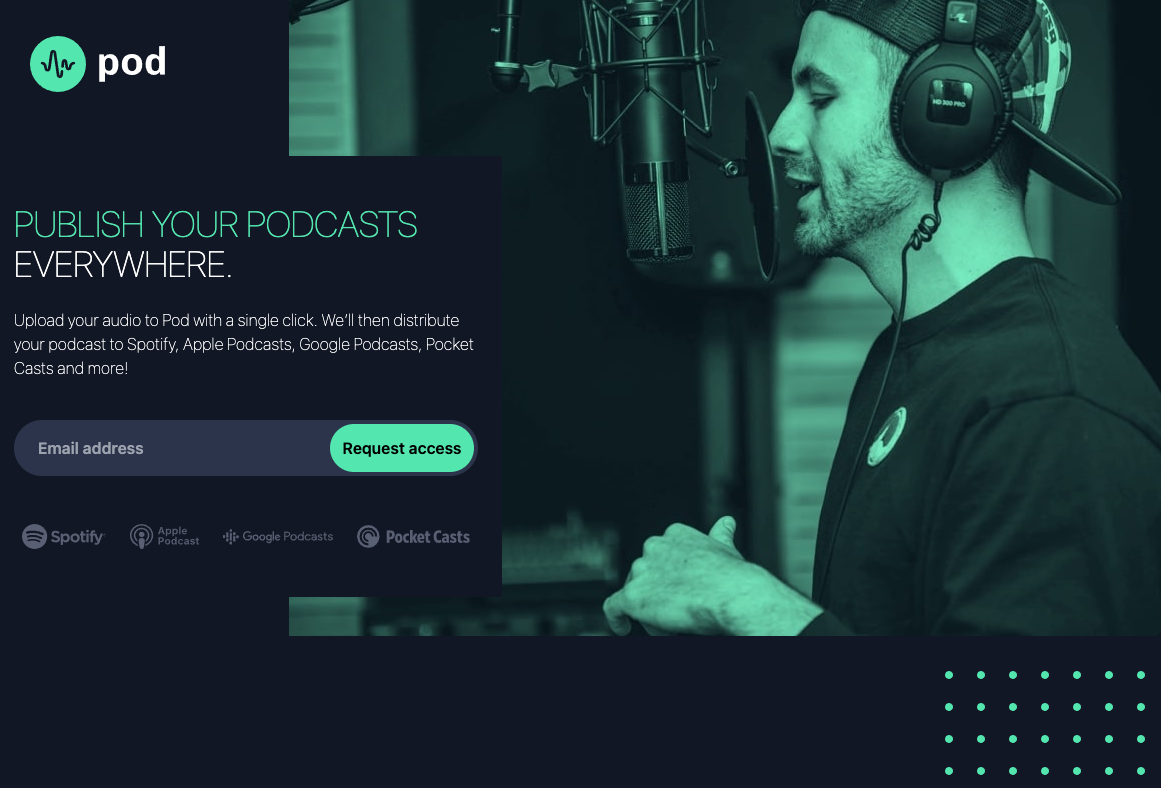 pod
HD 300 PRO
PUBLISH YOUR PODCASTS
EVERYWHERE.
Upload your audio to Pod with a single click. We’ll then distribute
your podcast to Spotify, Apple Podcasts, Google Podcasts, Pocket
Casts and more!
Email address
Request access
Spotify
Apple
Podcast
Google Podcasts
Pocket Casts